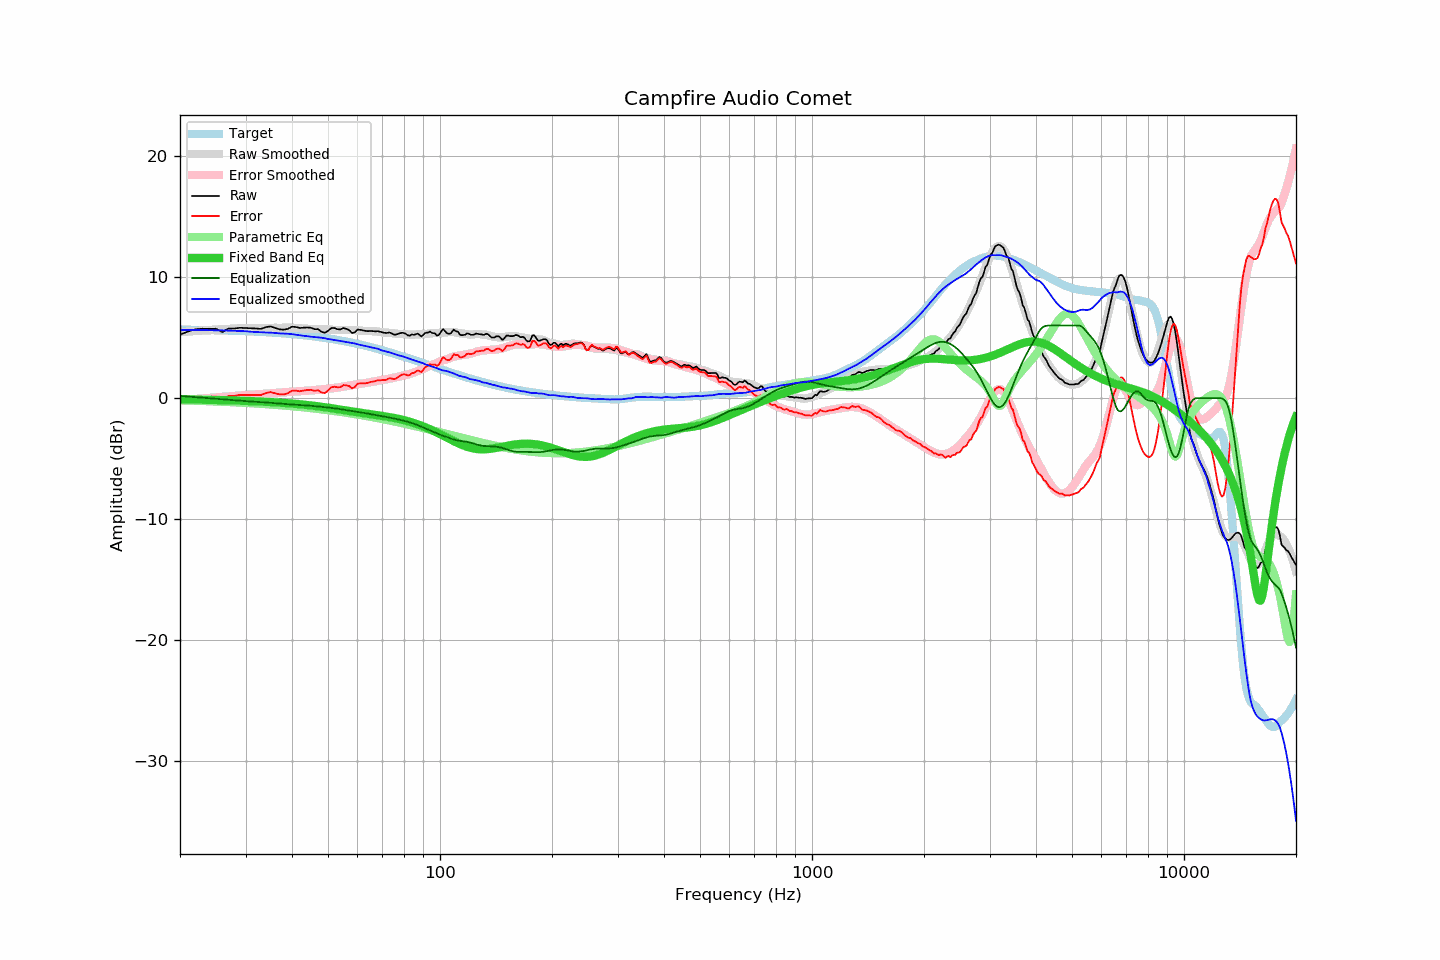 Campfire Audio Comet
Target
Raw Smoothed
Error Smoothed
Raw
Error
Parametric Eq
Fixed Band Eq
Equalization
Equalized smoothed
20
10
0
−10
−20
−30
Amplitude (dBr)
100
1000
10000
Frequency (Hz)